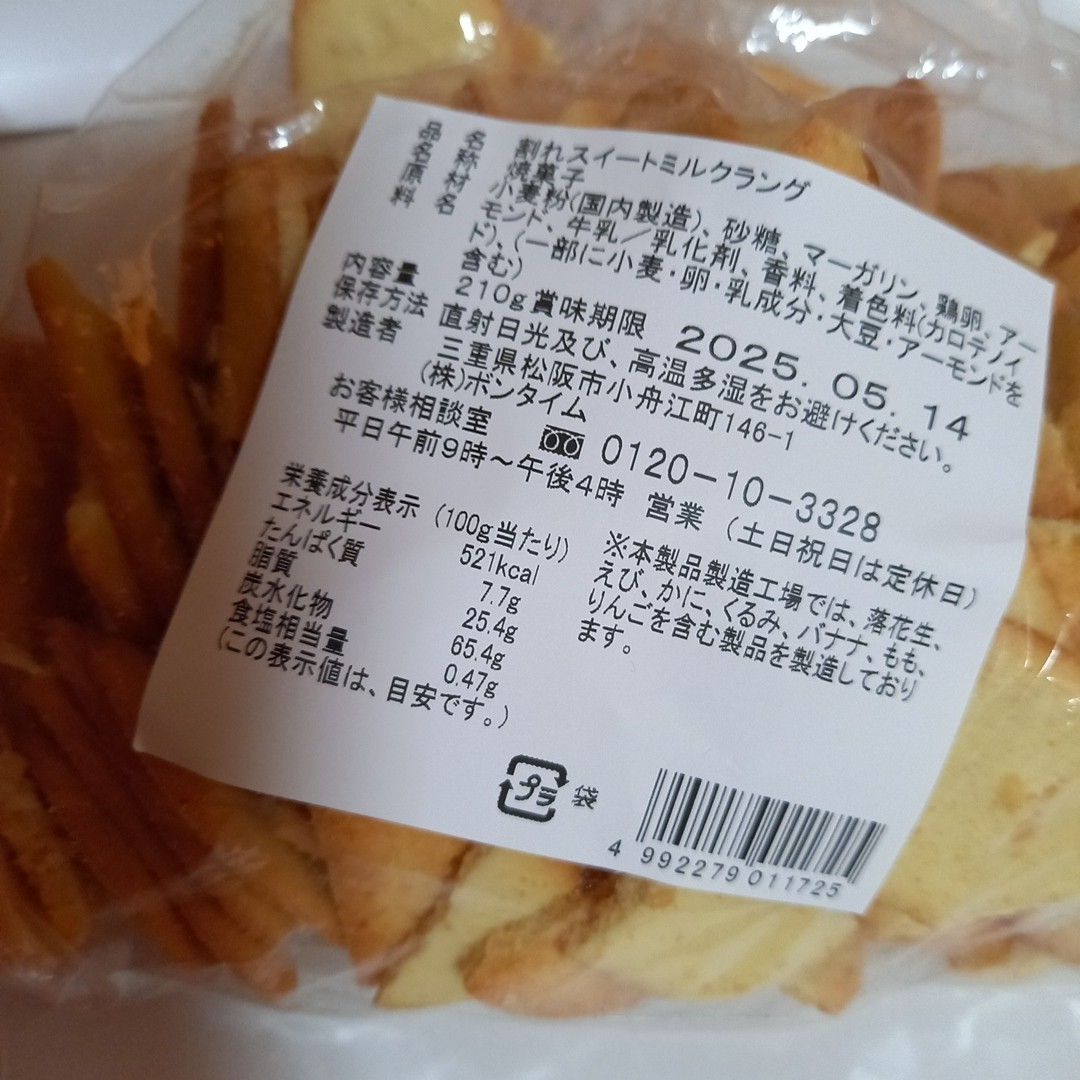 品名 割れスイートミルクラング
名称 焼菓子
原材料名 小麦粉(国内製造)、砂糖、マーガリン、鶏卵、アー
モンド、牛乳/乳化剤、香料、着色料(カロテノイ
ド)、(一部に小麦・卵・乳成分・大豆・アーモンドを
含む)
内容量 210g 賞味期限 2025.05.14
保存方法 直射日光及び、高温多湿をお避けください。
製造者 三重県松阪市小舟江町146-1
(株)ボンタイム
お客様相談室 0120-10-3328
平日午前9時~午後4時 営業 (土日祝日は定休日)
栄養成分表示 (100g当たり)
エネルギー 521kcal
たんぱく質 7.7g
脂質 25.4g
炭水化物 65.4g
食塩相当量 0.47g
(この表示値は、目安です。)
※本製品製造工場では、落花生、
えび、かに、くるみ、バナナ、もも、
りんごを含む製品を製造しており
ます。
プラ 袋
4 992279 011725